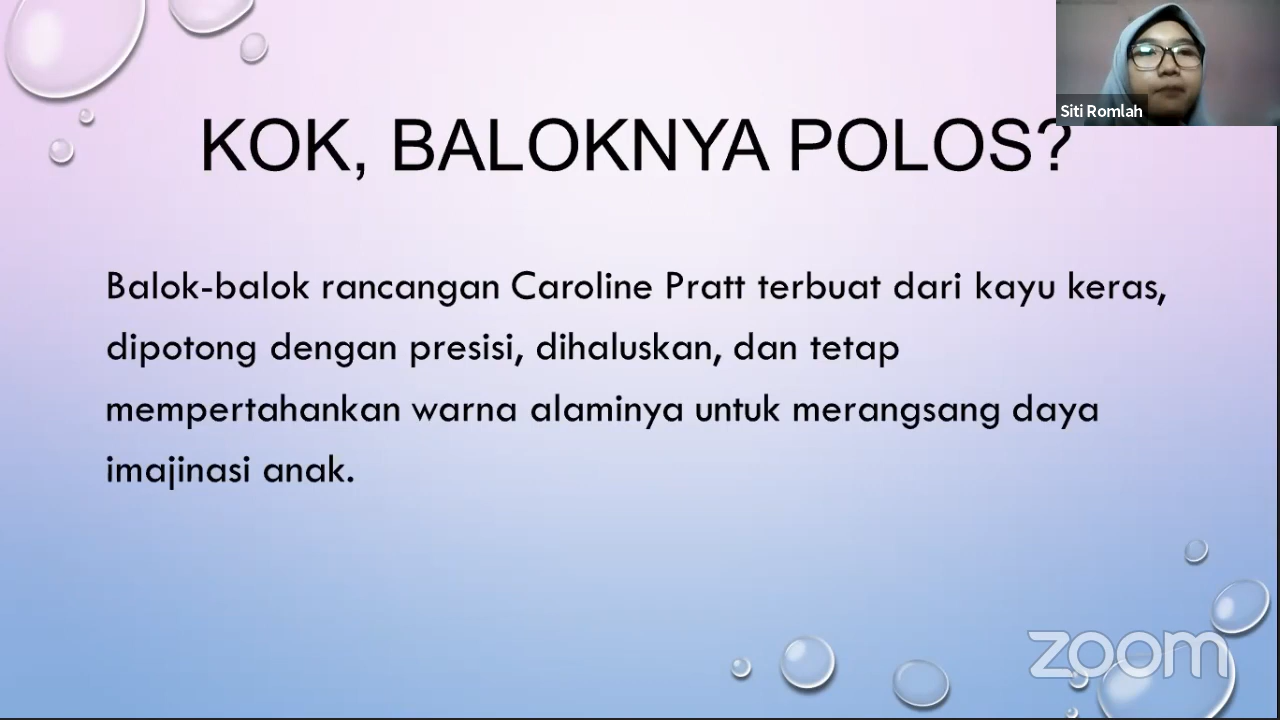 Siti Romlah
KOK, BALOKNYA POLOS?
Balok-balok rancangan Caroline Pratt terbuat dari kayu keras,
dipotong dengan presisi, dihaluskan, dan tetap
mempertahankan warna alaminya untuk merangsang daya
imajinasi anak.
zoom